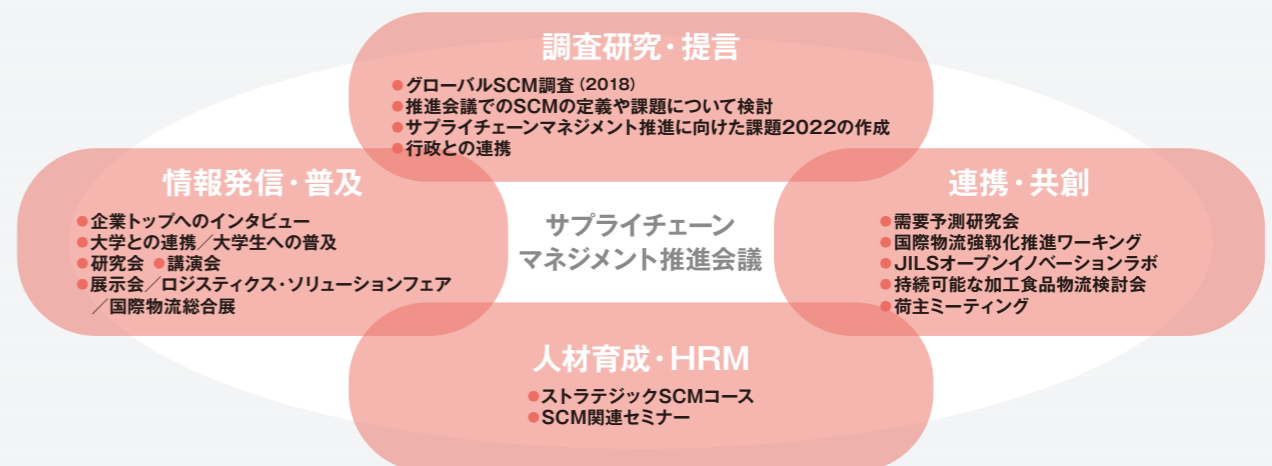 調査研究・提言
●グローバルSCM調査（2018）
●推進会議でのSCMの定義や課題について検討
●サプライチェーンマネジメント推進に向けた課題2022の作成
●行政との連携
情報発信・普及
●企業トップへのインタビュー
●大学との連携／大学生への普及
●研究会 ●講演会
●展示会／ロジスティクス・ソリューションフェア
／国際物流総合展
サプライチェーン
マネジメント推進会議
連携・共創
●需要予測研究会
●国際物流強靱化推進ワーキング
●JILSオープンイノベーションラボ
●持続可能な加工食品物流検討会
●荷主ミーティング
人材育成・HRM
●ストラテジックSCMコース
●SCM関連セミナー